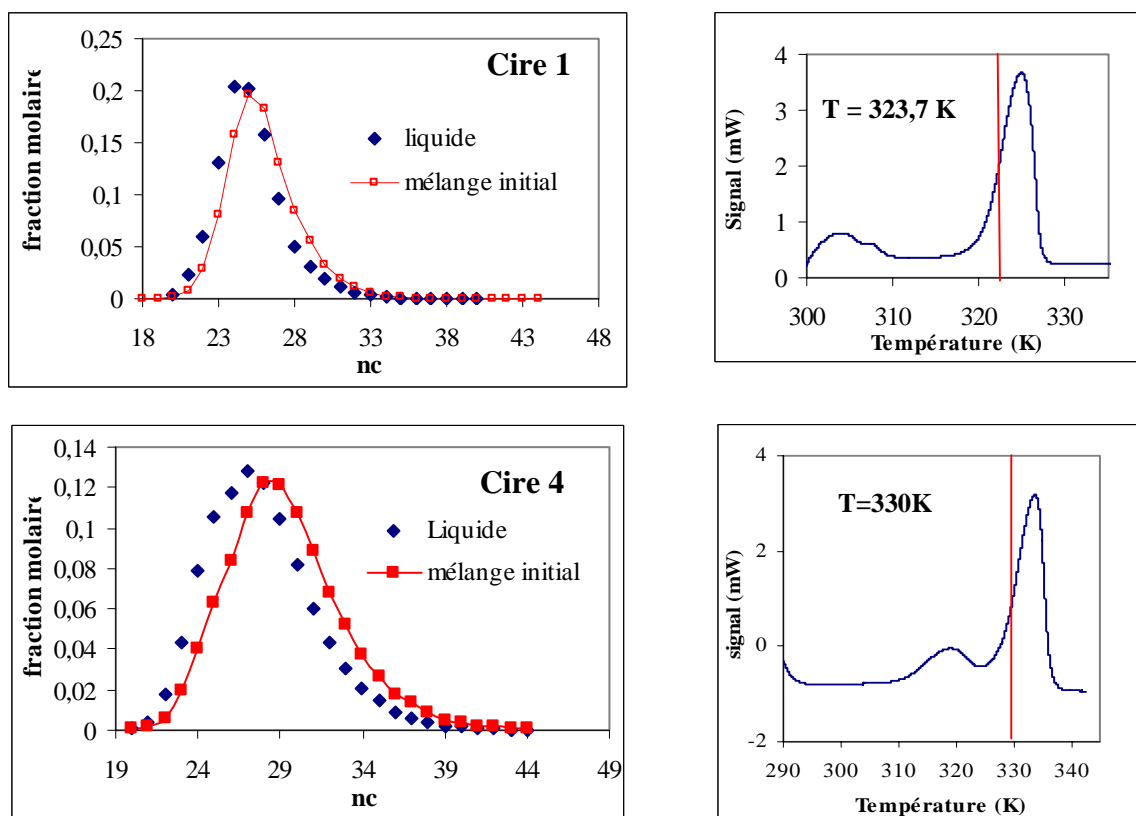 0,25
0,2
0,15
0,1
0,05
0
18 23 28 33 38 43 48
fraction molaire
nc
Cire 1
liquide
mélange initial
4
3
2
1
0
300 310 320 330
Signal (mW)
Température (K)
T = 323,7 K
0,14
0,12
0,10
0,08
0,06
0,04
0,02
0
19 24 29 34 39 44 49
fraction molaire
nc
Cire 4
Liquide
mélange initial
4
2
0
-2
290 300 310 320 330 340
signal (mW)
Température (K)
T=330K